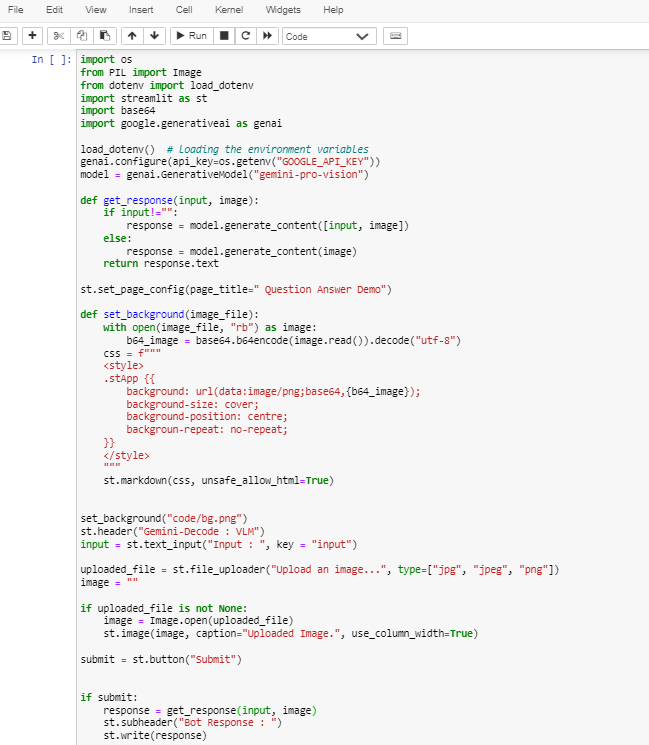 File Edit View Insert Cell Kernel Widgets Help
Run Code
In [ ]: import os
from PIL import Image
from dotenv import load_dotenv
import streamlit as st
import base64
import google.generativeai as genai
load_dotenv()  # Loading the environment variables
genai.configure(api_key=os.getenv("GOOGLE_API_KEY"))
model = genai.GenerativeModel("gemini-pro-vision")
def get_response(input, image):
    if input!="":
        response = model.generate_content([input, image])
    else:
        response = model.generate_content(image)
    return response.text
st.set_page_config(page_title=" Question Answer Demo")
def set_background(image_file):
    with open(image_file, "rb") as image:
        b64_image = base64.b64encode(image.read()).decode("utf-8")
    css = f"""
    <style>
    .stApp {{
        background: url(data:image/png;base64,{b64_image});
        background-size: cover;
        background-position: centre;
        backgroun-repeat: no-repeat;
    }}
    </style>
    """
    st.markdown(css, unsafe_allow_html=True)
set_background("code/bg.png")
st.header("Gemini-Decode : VLM")
input = st.text_input("Input : ", key = "input")
uploaded_file = st.file_uploader("Upload an image...", type=["jpg", "jpeg", "png"])
image = ""
if uploaded_file is not None:
    image = Image.open(uploaded_file)
    st.image(image, caption="Uploaded Image.", use_column_width=True)
submit = st.button("Submit")
if submit:
    response = get_response(input, image)
    st.subheader("Bot Response : ")
    st.write(response)